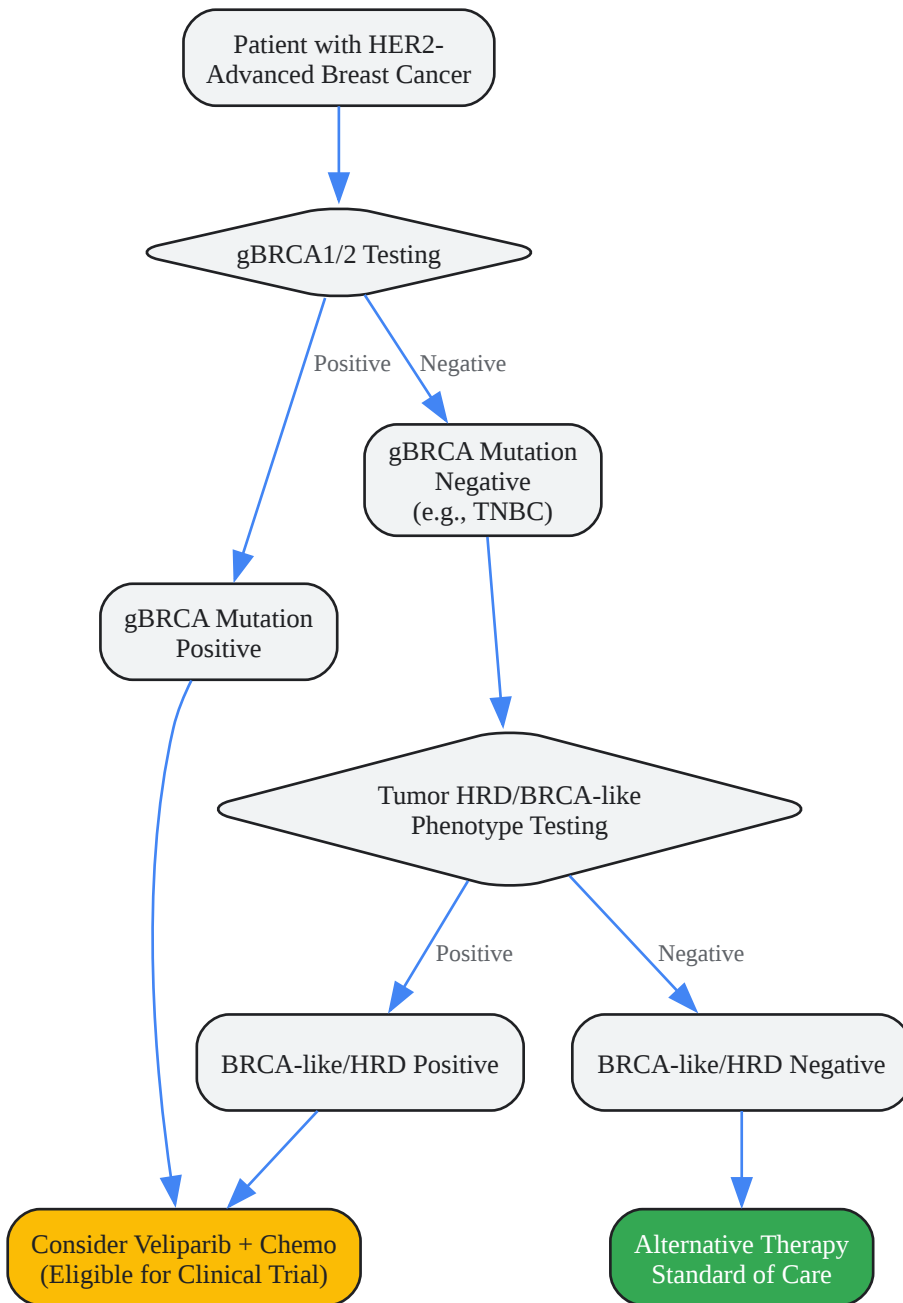 Patient with HER2-
Advanced Breast Cancer
gBRCA1/2 Testing
Positive
Negative
gBRCA Mutation
Negative
(e.g., TNBC)
gBRCA Mutation
Positive
Tumor HRD/BRCA-like
Phenotype Testing
Positive
Negative
BRCA-like/HRD Positive
BRCA-like/HRD Negative
Consider Veliparib + Chemo
(Eligible for Clinical Trial)
Alternative Therapy
Standard of Care